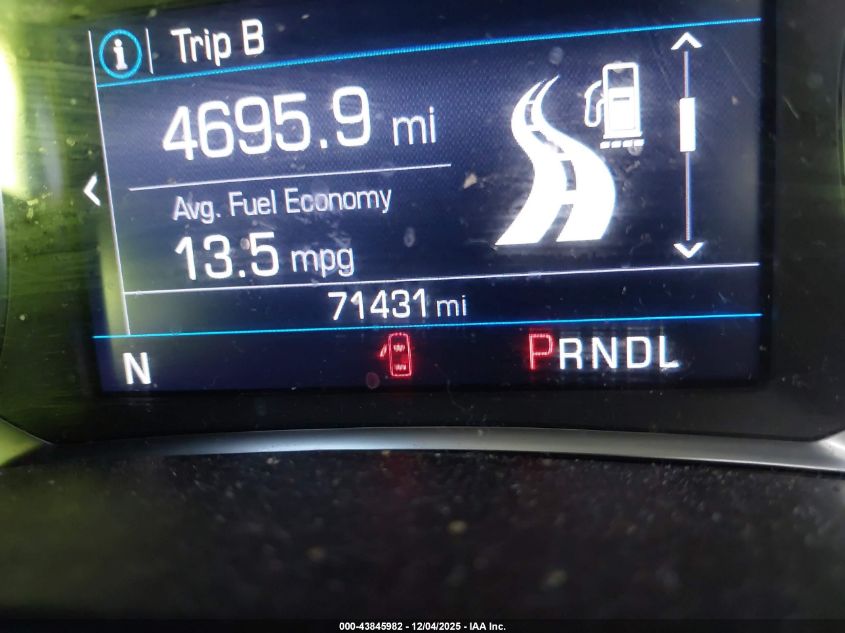 Trip B
4695.9 mi
Avg. Fuel Economy
13.5 mpg
71431 mi
N PRNDL
000-43845982 - 12/04/2025 - IAA Inc.